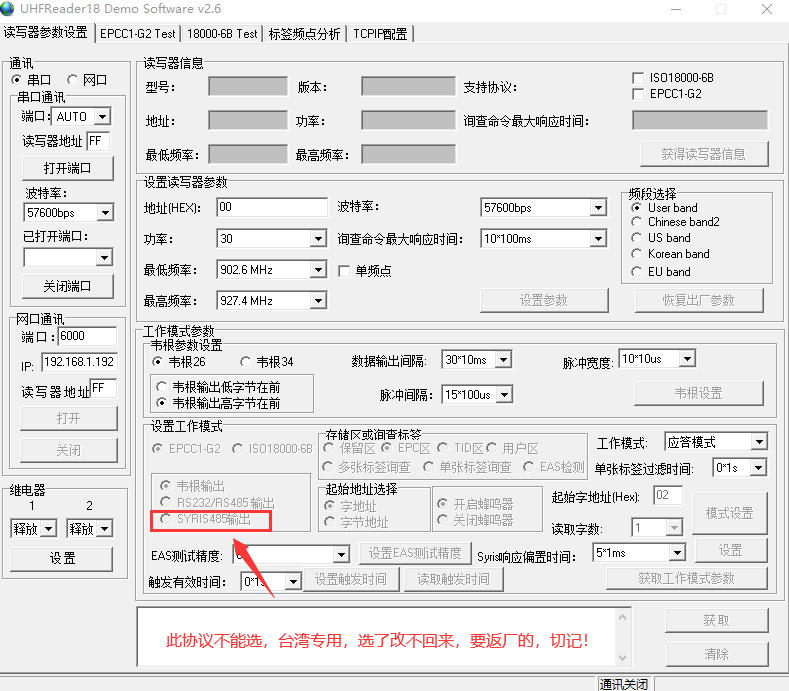 UHFReader18 Demo Software v2.6
读写器参数设置 EPCC1-G2 Test 18000-6B Test 标签频点分析 TCPIP配置
通讯
串口 网口
串口通讯
端口: AUTO
读写器地址 FF
打开端口
波特率:
57600bps
已打开端口:
关闭端口
网口通讯
端口: 6000
IP: 192.168.1.192
读写器地址 FF
打开
关闭
继电器
1 2
释放 释放
设置
读写器信息
型号: 版本: 支持协议: ISO18000-6B
EPCC1-G2
地址: 功率: 询查命令最大响应时间:
最低频率: 最高频率: 获得读写器信息
设置读写器参数
地址(HEX): 00 波特率: 57600bps
功率: 30 询查命令最大响应时间: 10*100ms
最低频率: 902.6 MHz 单频点
最高频率: 927.4 MHz 设置参数 恢复出厂参数
频段选择
User band
Chinese band2
US band
Korean band
EU band
工作模式参数
韦根参数设置
韦根26 韦根34 数据输出间隔: 30*10ms 脉冲宽度: 10*10us
韦根输出低字节在前
韦根输出高字节在前
脉冲间隔: 15*100us 韦根设置
设置工作模式
EPCC1-G2 ISO18000-6B
韦根输出
RS232/RS485输出
SYRIS485输出
存储区或询查标签
保留区 EPC区 TID区 用户区
多张标签询查 单张标签询查 EAS检测
起始地址选择
字地址
字节地址
开启蜂鸣器
关闭蜂鸣器
工作模式: 应答模式
单张标签过滤时间: 0*1s
起始字地址(Hex): 02
读取字数: 1
模式设置
EAS测试精度: 设置EAS测试精度 Syris响应偏置时间: 5*1ms 设置
触发有效时间: 0*1s 设置触发时间 读取触发时间 获取工作模式参数
此协议不能选，台湾专用，选了改不回来，要返厂的，切记！
获取
清除
通讯关闭